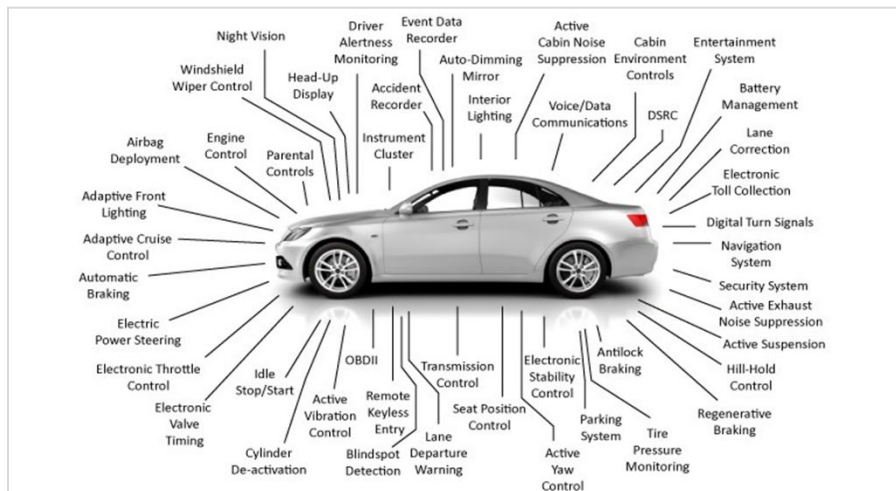 Night Vision
Driver
Alertness
Monitoring
Event Data
Recorder
Active
Cabin Noise
Suppression
Cabin
Environment
Controls
Entertainment
System
Windshield
Wiper Control
Head-Up
Display
Accident
Recorder
Auto-Dimming
Mirror
Interior
Lighting
Voice/Data
Communications
DSRC
Battery
Management
Lane
Correction
Airbag
Deployment
Engine
Control
Parental
Controls
Instrument
Cluster
Electronic
Toll Collection
Adaptive Front
Lighting
Digital Turn Signals
Adaptive Cruise
Control
Navigation
System
Automatic
Braking
Security System
Electric
Power Steering
Active Exhaust
Noise Suppression
Active Suspension
Electronic Throttle
Control
Idle
Stop/Start
OBDII
Transmission
Control
Electronic
Stability
Control
Antilock
Braking
Hill-Hold
Control
Electronic
Valve
Timing
Active
Vibration
Control
Remote
Keyless
Entry
Seat Position
Control
Parking
System
Regenerative
Braking
Cylinder
De-activation
Blindspot
Detection
Lane
Departure
Warning
Active
Yaw
Control
Tire
Pressure
Monitoring